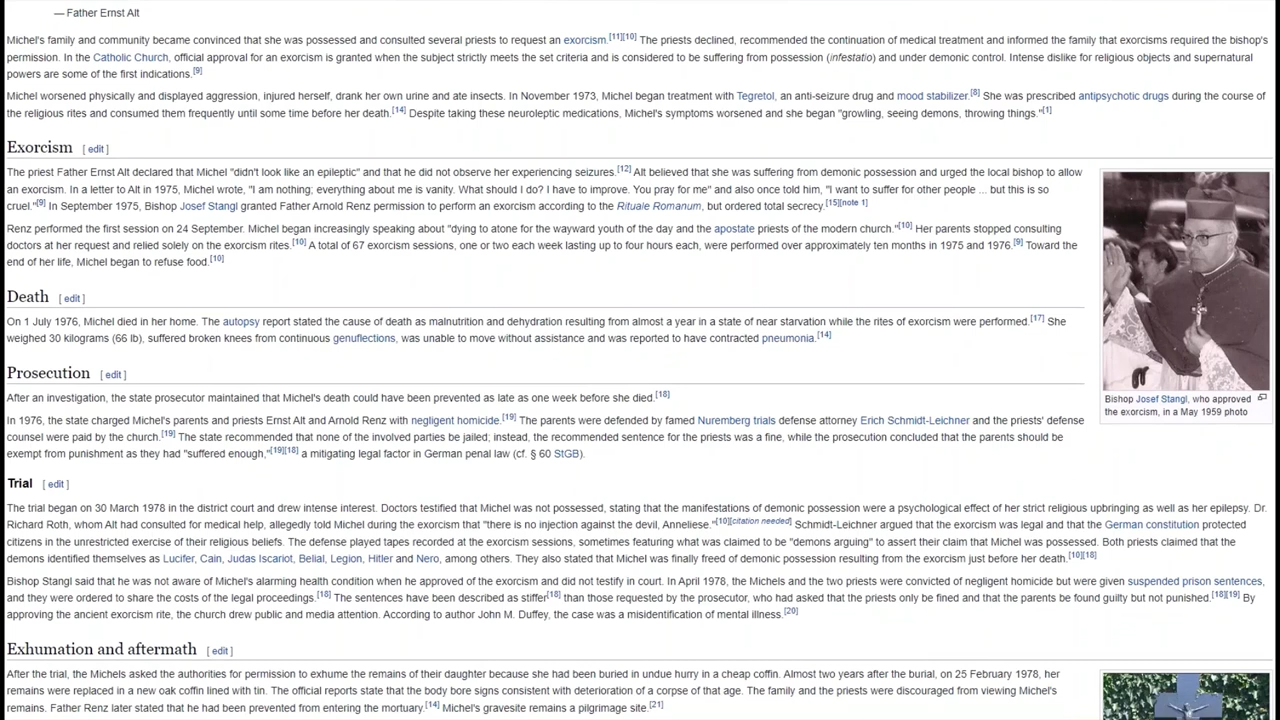 — Father Ernst Alt
Michel's family and community became convinced that she was possessed and consulted several priests to request an exorcism.[11][10] The priests declined, recommended the continuation of medical treatment and informed the family that exorcisms required the bishop's
permission. In the Catholic Church, official approval for an exorcism is granted when the subject strictly meets the set criteria and is considered to be suffering from possession (infestatio) and under demonic control. Intense dislike for religious objects and supernatural
powers are some of the first indications.[9]
Michel worsened physically and displayed aggression, injured herself, drank her own urine and ate insects. In November 1973, Michel began treatment with Tegretol, an anti-seizure drug and mood stabilizer.[8] She was prescribed antipsychotic drugs during the course of
the religious rites and consumed them frequently until some time before her death.[14] Despite taking these neuroleptic medications, Michel's symptoms worsened and she began "growling, seeing demons, throwing things."[1]
Exorcism [ edit ]
The priest Father Ernst Alt declared that Michel "didn't look like an epileptic" and that he did not observe her experiencing seizures.[12] Alt believed that she was suffering from demonic possession and urged the local bishop to allow
an exorcism. In a letter to Alt in 1975, Michel wrote, "I am nothing; everything about me is vanity. What should I do? I have to improve. You pray for me" and also once told him, "I want to suffer for other people ... but this is so
cruel."[9] In September 1975, Bishop Josef Stangl granted Father Arnold Renz permission to perform an exorcism according to the Rituale Romanum, but ordered total secrecy.[15][note 1]
Renz performed the first session on 24 September. Michel began increasingly speaking about "dying to atone for the wayward youth of the day and the apostate priests of the modern church."[10] Her parents stopped consulting
doctors at her request and relied solely on the exorcism rites.[10] A total of 67 exorcism sessions, one or two each week lasting up to four hours each, were performed over approximately ten months in 1975 and 1976.[9] Toward the
end of her life, Michel began to refuse food.[10]
Death [ edit ]
On 1 July 1976, Michel died in her home. The autopsy report stated the cause of death as malnutrition and dehydration resulting from almost a year in a state of near starvation while the rites of exorcism were performed.[17] She
weighed 30 kilograms (66 lb), suffered broken knees from continuous genuflections, was unable to move without assistance and was reported to have contracted pneumonia.[14]
Prosecution [ edit ]
After an investigation, the state prosecutor maintained that Michel's death could have been prevented as late as one week before she died.[18]
In 1976, the state charged Michel's parents and priests Ernst Alt and Arnold Renz with negligent homicide.[19] The parents were defended by famed Nuremberg trials defense attorney Erich Schmidt-Leichner and the priests' defense
counsel were paid by the church.[19] The state recommended that none of the involved parties be jailed; instead, the recommended sentence for the priests was a fine, while the prosecution concluded that the parents should be
exempt from punishment as they had "suffered enough,"[19][18] a mitigating legal factor in German penal law (cf. § 60 StGB).
Bishop Josef Stangl, who approved
the exorcism, in a May 1959 photo
Trial [ edit ]
The trial began on 30 March 1978 in the district court and drew intense interest. Doctors testified that Michel was not possessed, stating that the manifestations of demonic possession were a psychological effect of her strict religious upbringing as well as her epilepsy. Dr.
Richard Roth, whom Alt had consulted for medical help, allegedly told Michel during the exorcism that "there is no injection against the devil, Anneliese."[10][citation needed] Schmidt-Leichner argued that the exorcism was legal and that the German constitution protected
citizens in the unrestricted exercise of their religious beliefs. The defense played tapes recorded at the exorcism sessions, sometimes featuring what was claimed to be "demons arguing" to assert their claim that Michel was possessed. Both priests claimed that the
demons identified themselves as Lucifer, Cain, Judas Iscariot, Belial, Legion, Hitler and Nero, among others. They also stated that Michel was finally freed of demonic possession resulting from the exorcism just before her death.[10][18]
Bishop Stangl said that he was not aware of Michel's alarming health condition when he approved of the exorcism and did not testify in court. In April 1978, the Michels and the two priests were convicted of negligent homicide but were given suspended prison sentences,
and they were ordered to share the costs of the legal proceedings.[18] The sentences have been described as stiffer[18] than those requested by the prosecutor, who had asked that the priests only be fined and that the parents be found guilty but not punished.[18][19] By
approving the ancient exorcism rite, the church drew public and media attention. According to author John M. Duffey, the case was a misidentification of mental illness.[20]
Exhumation and aftermath [ edit ]
After the trial, the Michels asked the authorities for permission to exhume the remains of their daughter because she had been buried in undue hurry in a cheap coffin. Almost two years after the burial, on 25 February 1978, her
remains were replaced in a new oak coffin lined with tin. The official reports state that the body bore signs consistent with deterioration of a corpse of that age. The family and the priests were discouraged from viewing Michel's
remains. Father Renz later stated that he had been prevented from entering the mortuary.[14] Michel's gravesite remains a pilgrimage site.[21]